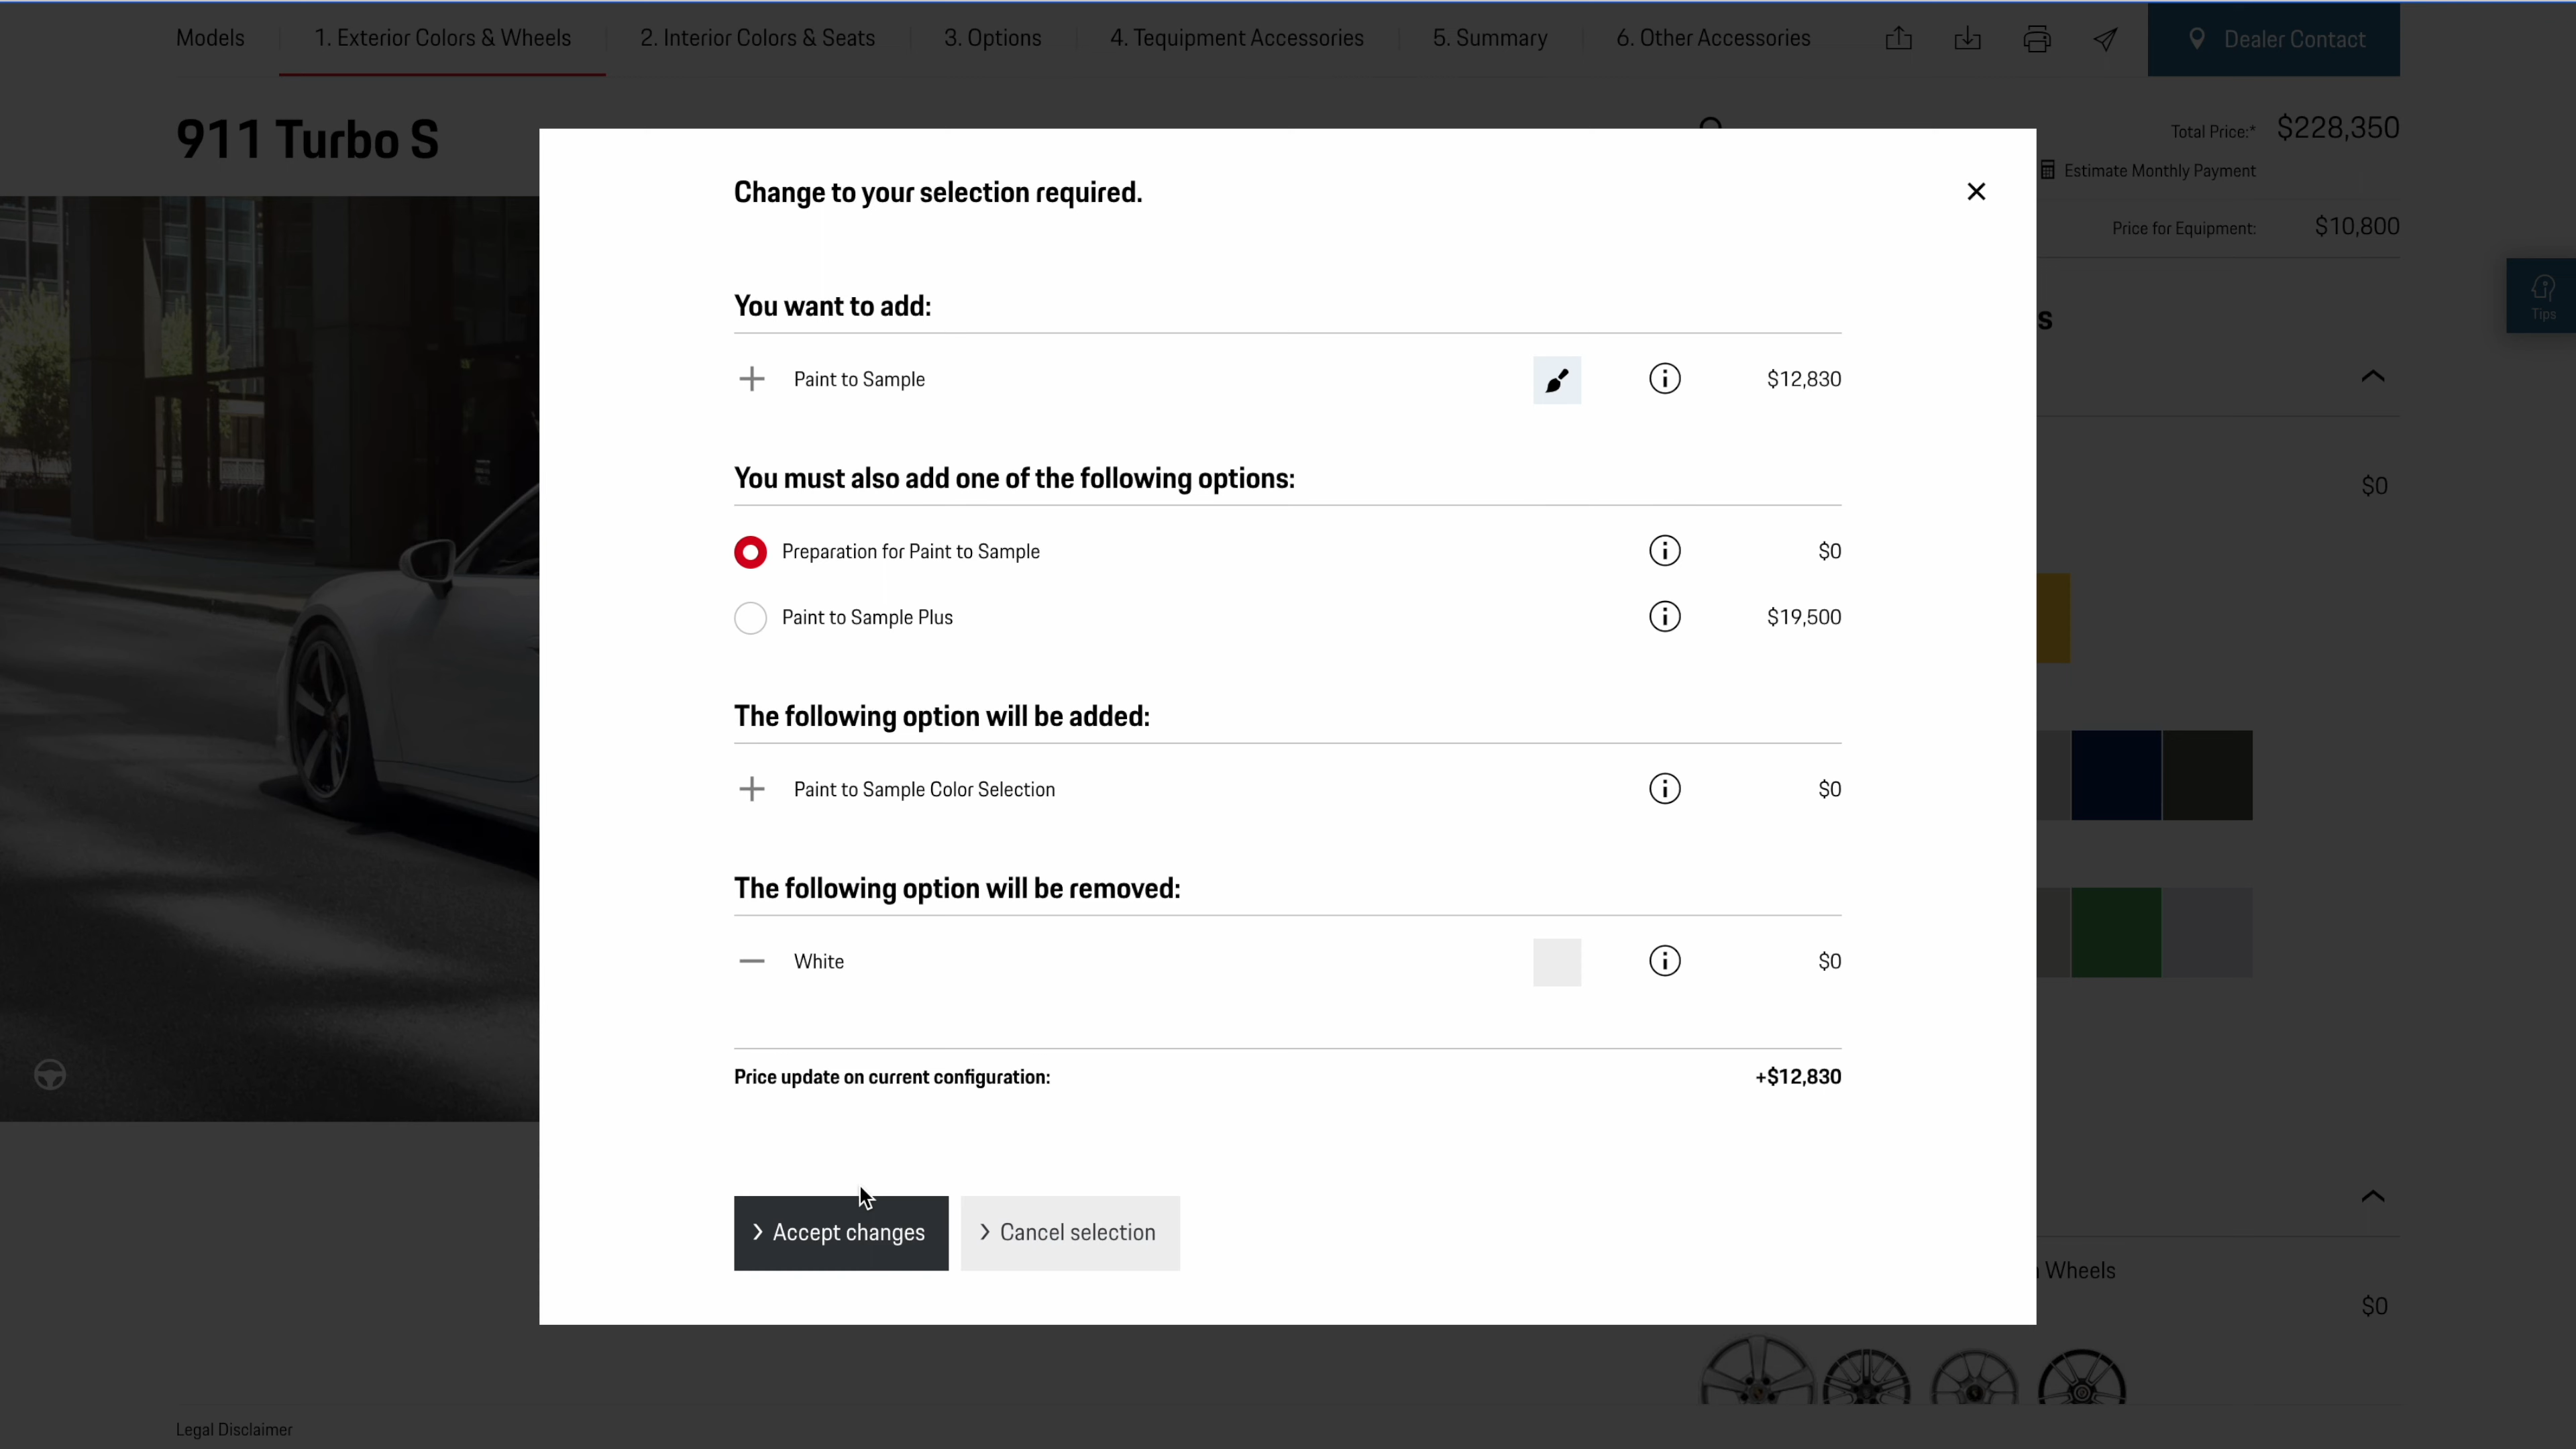 Models
1. Exterior Colors & Wheels
2. Interior Colors & Seats
3. Options
4. Tequipment Accessories
5. Summary
6. Other Accessories
Dealer Contact
911 Turbo S
Total Price:* $228,350
Estimate Monthly Payment
Price for Equipment: $10,800
Tips
Change to your selection required.
You want to add:
Paint to Sample $12,830
You must also add one of the following options:
Preparation for Paint to Sample $0
Paint to Sample Plus $19,500
The following option will be added:
Paint to Sample Color Selection $0
The following option will be removed:
White $0
Price update on current configuration: +$12,830
Accept changes
Cancel selection
$0
Wheels
$0
Legal Disclaimer